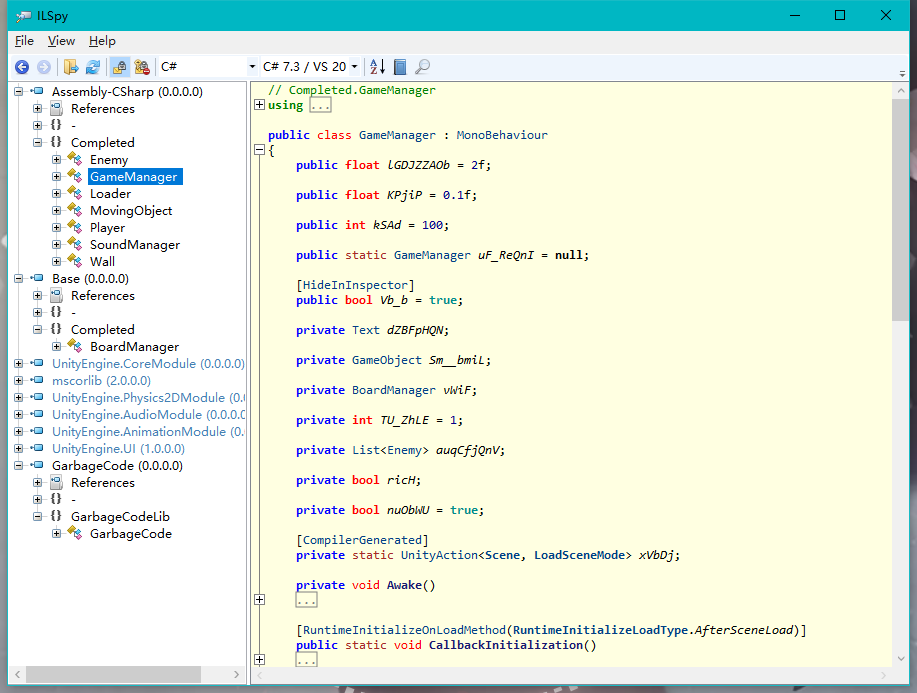 ILSpy
File View Help
C# C# 7.3 / VS 20
Assembly-CSharp (0.0.0.0)
References
{} -
{} Completed
Enemy
GameManager
Loader
MovingObject
Player
SoundManager
Wall
Base (0.0.0.0)
References
{} -
{} Completed
BoardManager
UnityEngine.CoreModule (0.0.0.0)
mscorlib (2.0.0.0)
UnityEngine.Physics2DModule (0.
UnityEngine.AudioModule (0.0.0.0
UnityEngine.AnimationModule (0.
UnityEngine.UI (1.0.0.0)
GarbageCode (0.0.0.0)
References
{} -
{} GarbageCodeLib
GarbageCode
// Completed.GameManager
using ...
public class GameManager : MonoBehaviour
{
public float lGDJZZAOb = 2f;
public float KPjiP = 0.1f;
public int kSAd = 100;
public static GameManager uF_ReQnI = null;
[HideInInspector]
public bool Vb_b = true;
private Text dZBFpHQN;
private GameObject Sm__bmiL;
private BoardManager vWiF;
private int TU_ZhLE = 1;
private List<Enemy> auqCfjQnV;
private bool ricH;
private bool nuObWU = true;
[CompilerGenerated]
private static UnityAction<Scene, LoadSceneMode> xVbDj;
private void Awake()
...
[RuntimeInitializeOnLoadMethod(RuntimeInitializeLoadType.AfterSceneLoad)]
public static void CallbackInitialization()
...